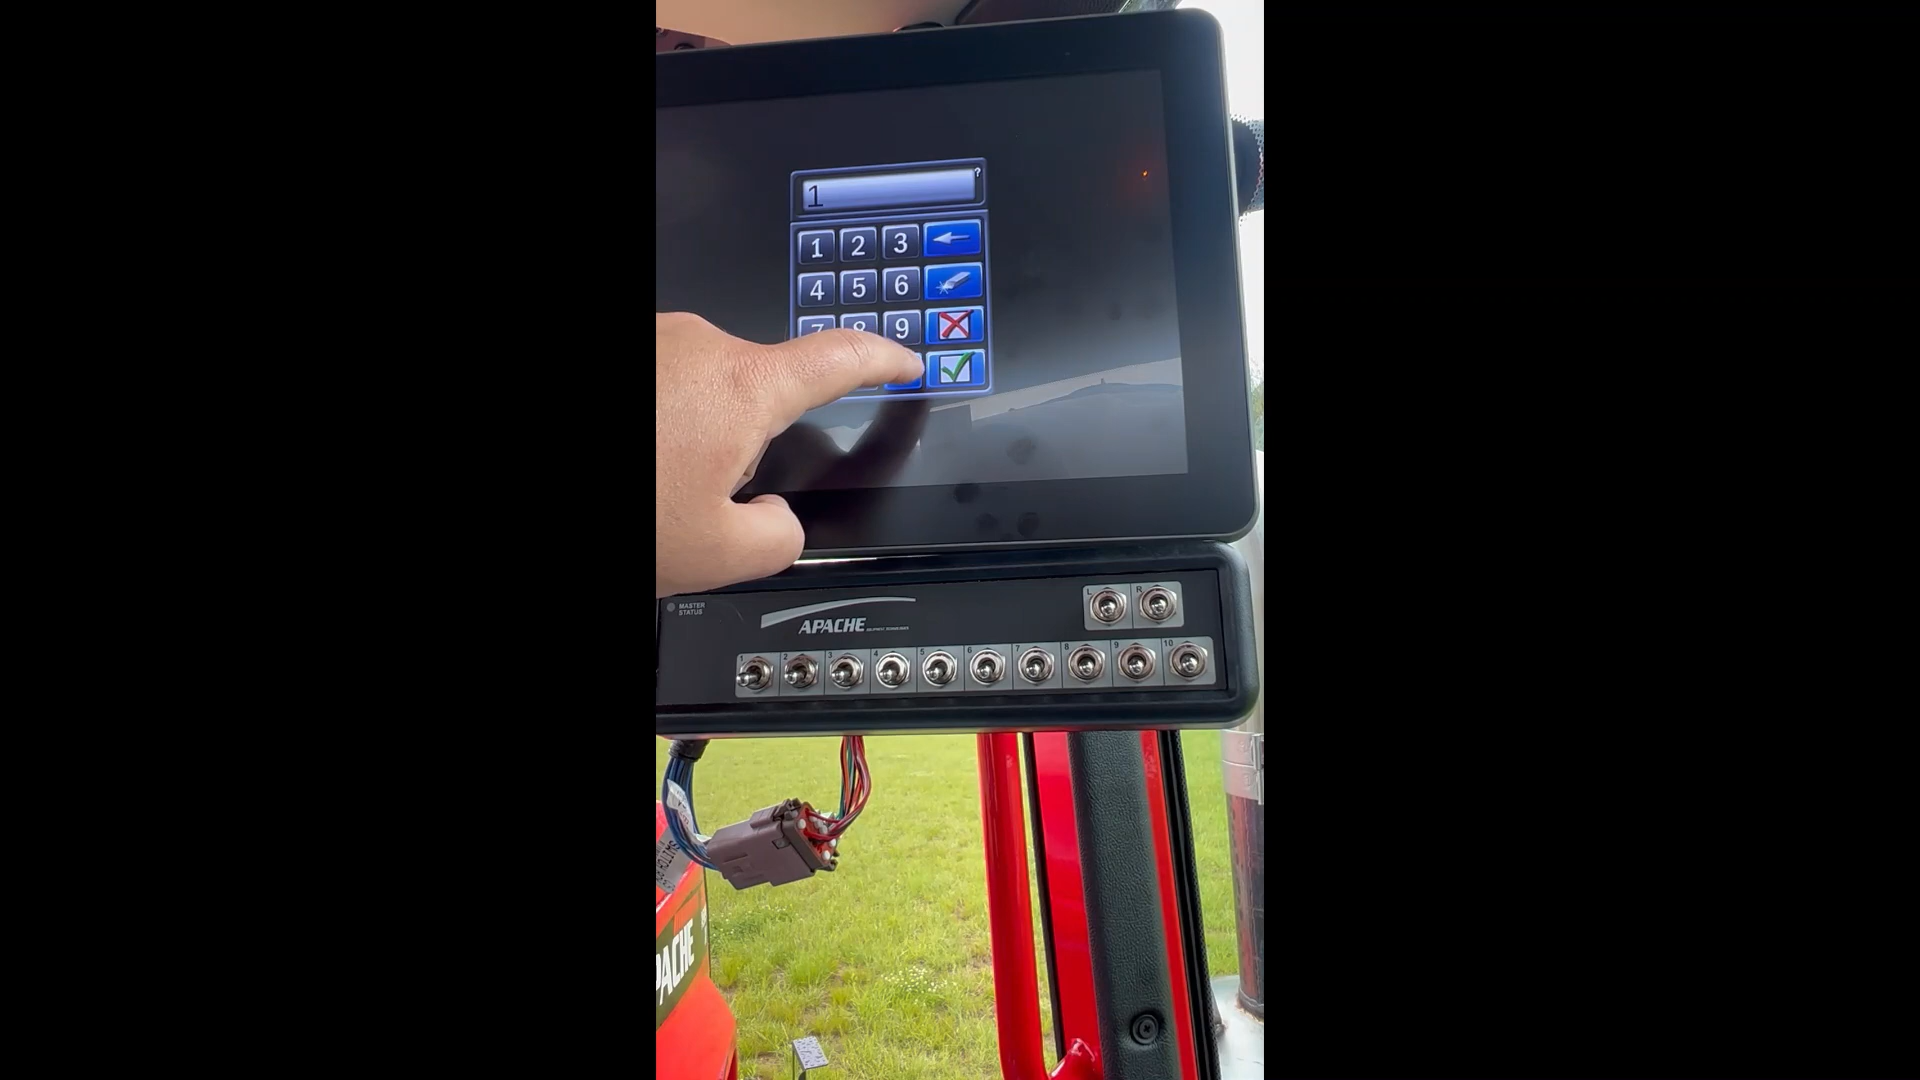 1
?
1 2 3
4 5 6
7 8 9
MASTER
STATUS
L R
APACHE
1 2 3 4 5 6 7 8 9 10
APACHE